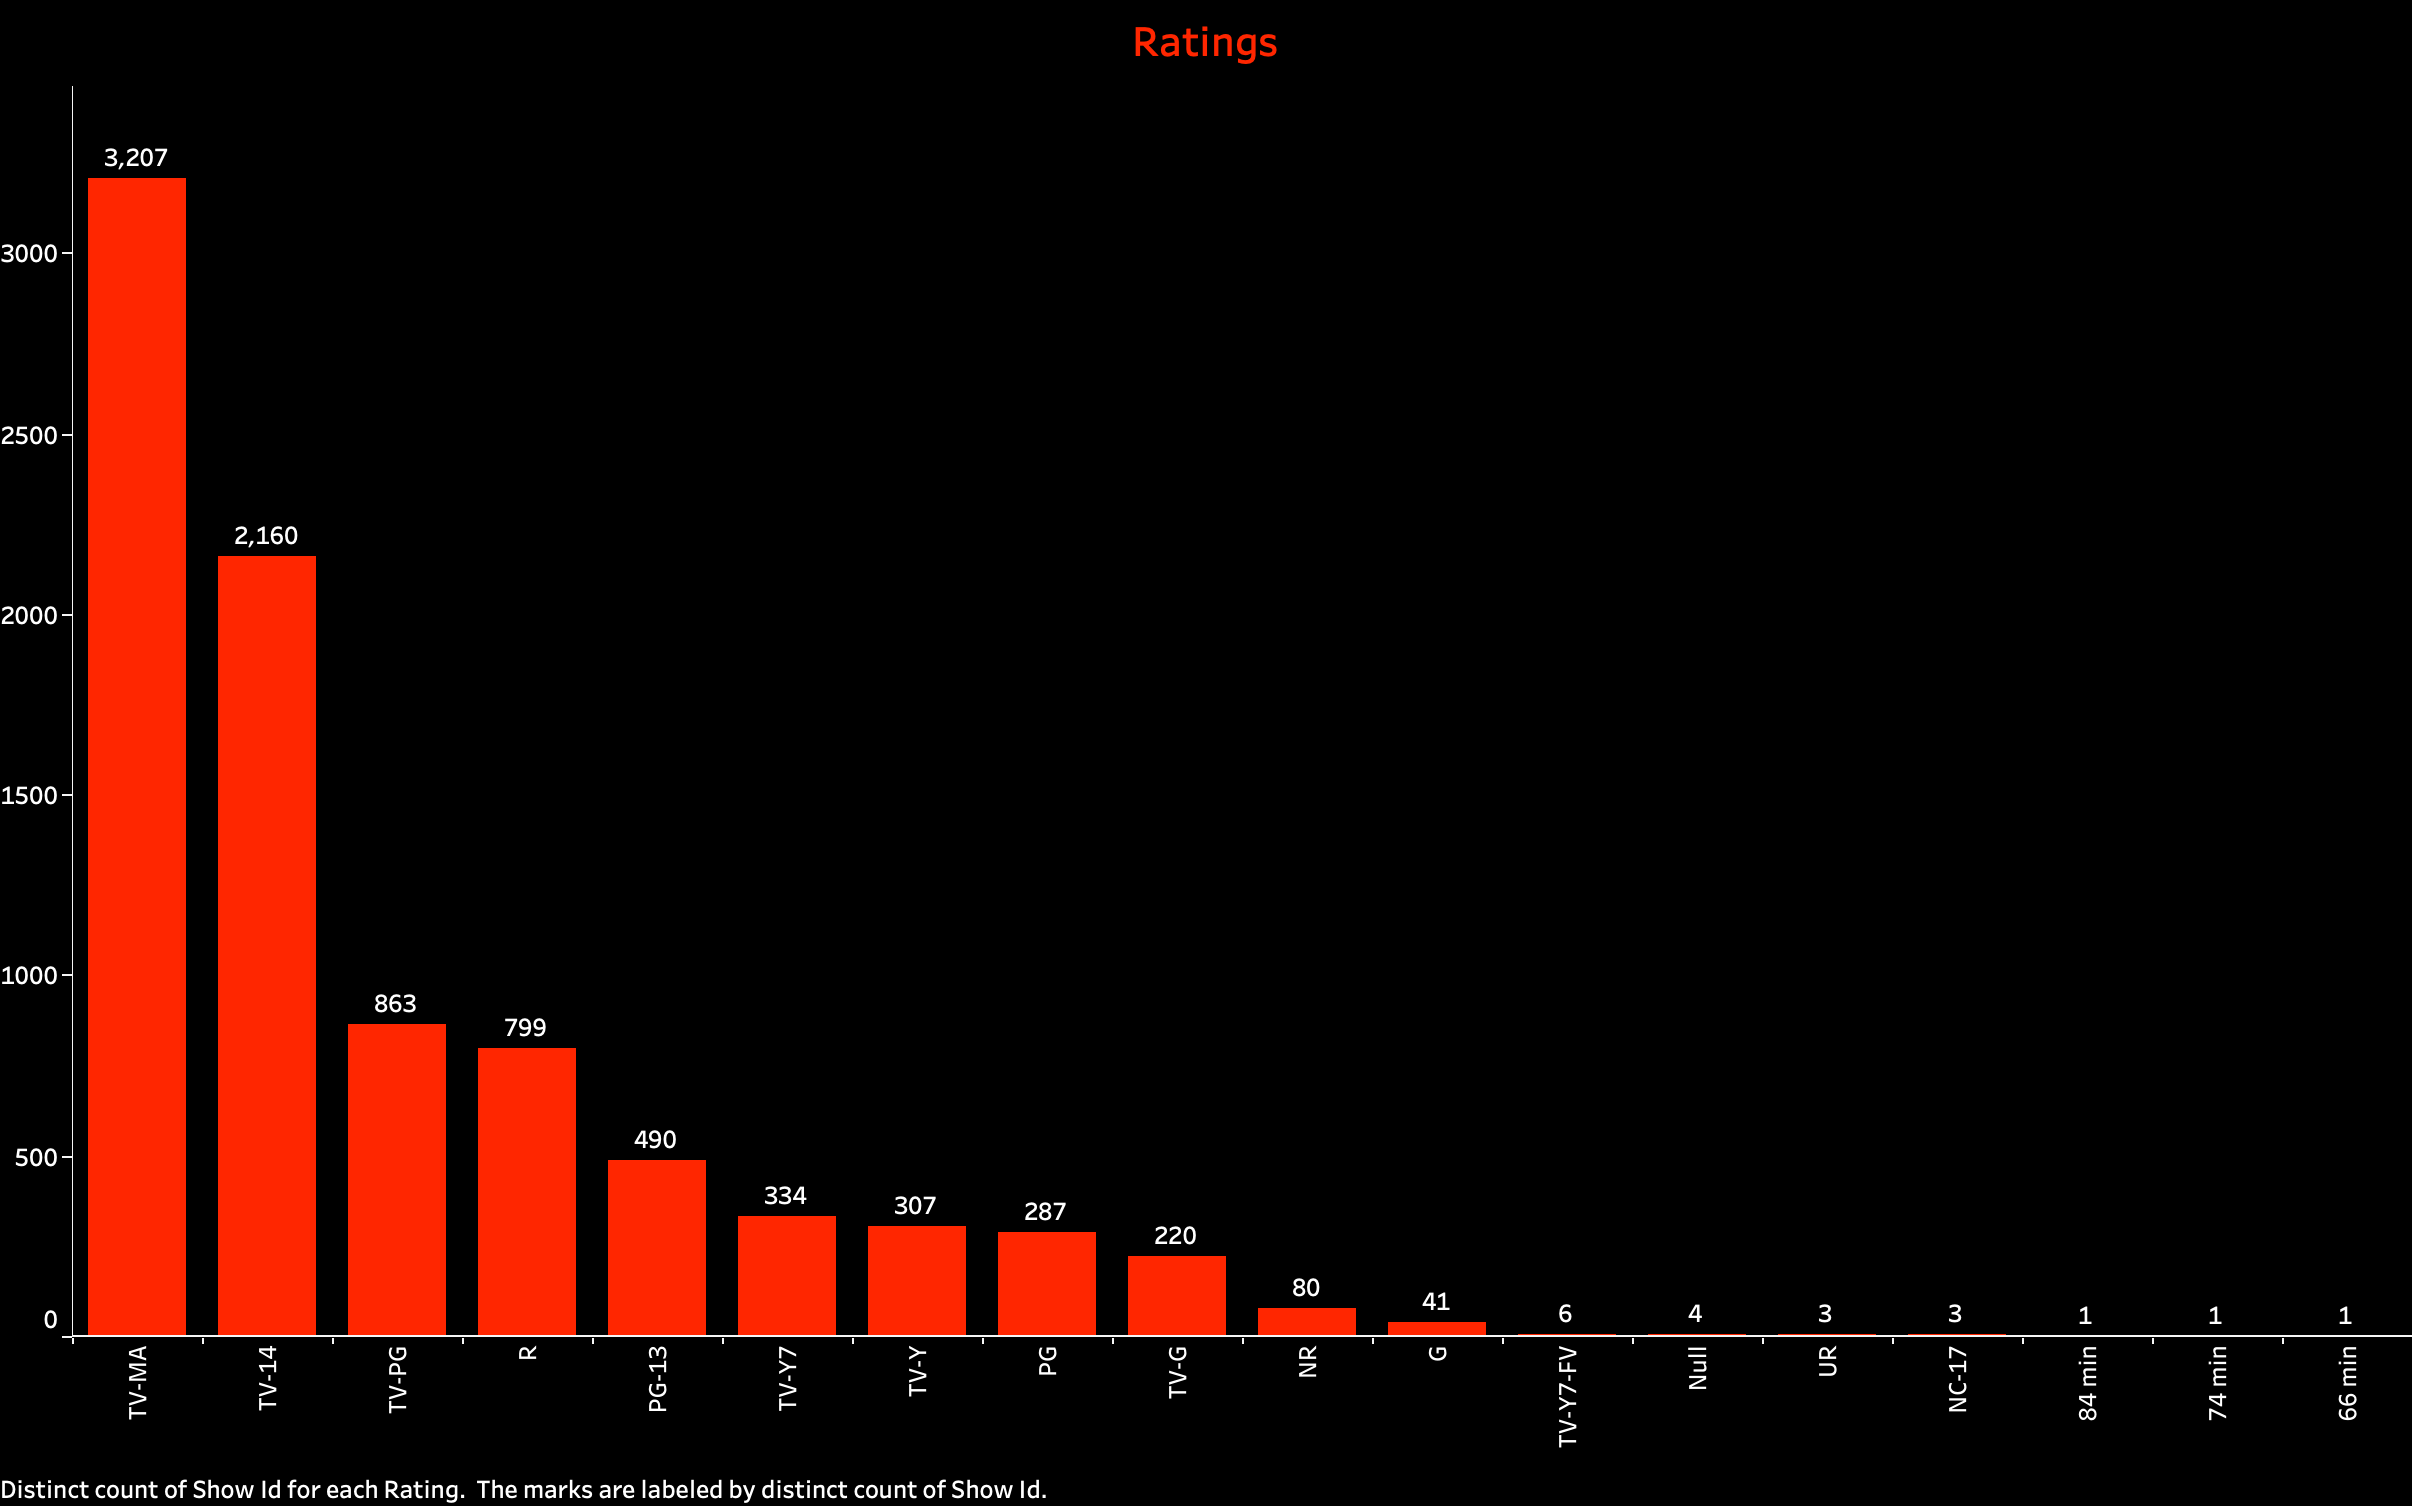 Ratings
3,207
3000
2500
2,160
2000
1500
1000
863
799
500
490
334
307
287
220
80
41
6
4
3
3
1
1
1
0
TV-MA
TV-14
TV-PG
R
PG-13
TV-Y7
TV-Y
PG
TV-G
NR
G
TV-Y7-FV
Null
UR
NC-17
84 min
74 min
66 min
Distinct count of Show Id for each Rating.  The marks are labeled by distinct count of Show Id.